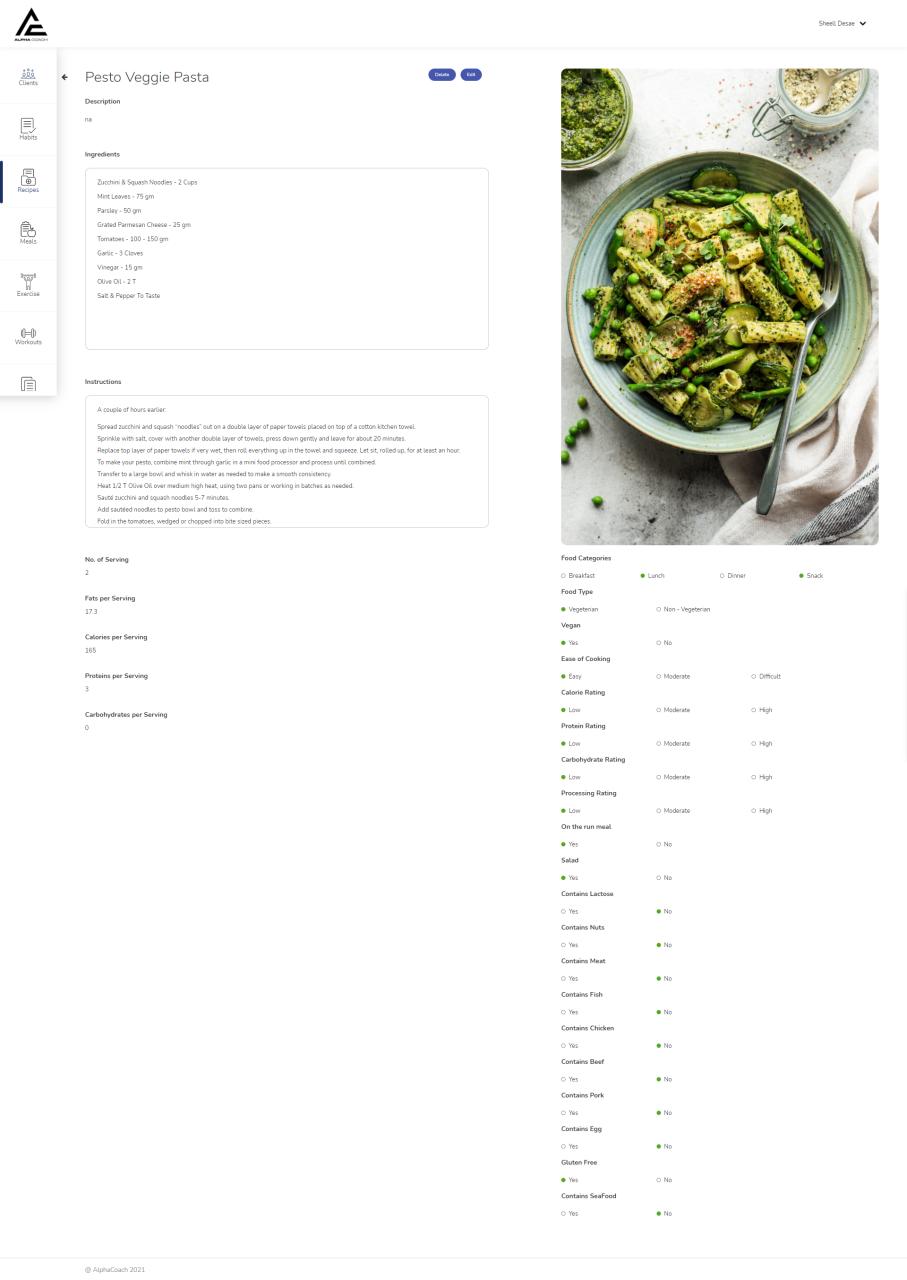 ALPHA COACH
Sheell Desae
Clients
Habits
Recipes
Meals
Exercise
Workouts
Pesto Veggie Pasta
Delete
Edit
Description
na
Ingredients
Zucchini & Squash Noodles - 2 Cups
Mint Leaves - 75 gm
Parsley - 50 gm
Grated Parmesan Cheese - 25 gm
Tomatoes - 100 - 150 gm
Garlic - 3 Cloves
Vinegar - 15 gm
Olive Oil - 2 T
Salt & Pepper To Taste
Instructions
A couple of hours earlier:
Spread zucchini and squash "noodles" out on a double layer of paper towels placed on top of a cotton kitchen towel.
Sprinkle with salt, cover with another double layer of towels, press down gently and leave for about 20 minutes.
Replace top layer of paper towels if very wet, then roll everything up in the towel and squeeze. Let sit, rolled up, for at least an hour.
To make your pesto, combine mint through garlic in a mini food processor and process until combined.
Transfer to a large bowl and whisk in water as needed to make a smooth consistency.
Heat 1/2 T Olive Oil over medium high heat, using two pans or working in batches as needed.
Sauté zucchini and squash noodles 5-7 minutes.
Add sautéed noodles to pesto bowl and toss to combine.
Fold in the tomatoes, wedged or chopped into bite sized pieces.
No. of Serving
2
Fats per Serving
17.3
Calories per Serving
165
Proteins per Serving
3
Carbohydrates per Serving
0
Food Categories
Breakfast Lunch Dinner Snack
Food Type
Vegeterian Non - Vegeterian
Vegan
Yes No
Ease of Cooking
Easy Moderate Difficult
Calorie Rating
Low Moderate High
Protein Rating
Low Moderate High
Carbohydrate Rating
Low Moderate High
Processing Rating
Low Moderate High
On the run meal
Yes No
Salad
Yes No
Contains Lactose
Yes No
Contains Nuts
Yes No
Contains Meat
Yes No
Contains Fish
Yes No
Contains Chicken
Yes No
Contains Beef
Yes No
Contains Pork
Yes No
Contains Egg
Yes No
Gluten Free
Yes No
Contains SeaFood
Yes No
@ AlphaCoach 2021